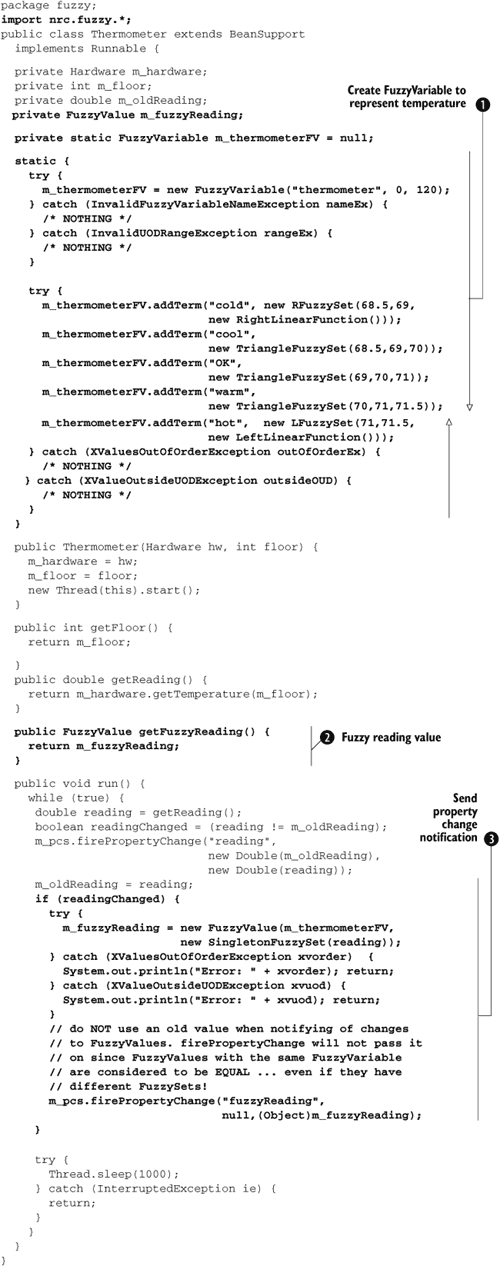 package fuzzy;
import nrc.fuzzy.*;
public class Thermometer extends BeanSupport
  implements Runnable {
  private Hardware m_hardware;
  private int m_floor;
  private double m_oldReading;
  private FuzzyValue m_fuzzyReading;
Create FuzzyVariable to
represent temperature
1
  private static FuzzyVariable m_thermometerFV = null;
  static {
    try {
      m_thermometerFV = new FuzzyVariable("thermometer", 0, 120);
    } catch (InvalidFuzzyVariableNameException nameEx) {
      /* NOTHING */
    } catch (InvalidUODRangeException rangeEx) {
      /* NOTHING */
    }
    try {
      m_thermometerFV.addTerm("cold", new RFuzzySet(68.5,69,
                              new RightLinearFunction()));
      m_thermometerFV.addTerm("cool",
                              new TriangleFuzzySet(68.5,69,70));
      m_thermometerFV.addTerm("OK",
                              new TriangleFuzzySet(69,70,71));
      m_thermometerFV.addTerm("warm",
                              new TriangleFuzzySet(70,71,71.5));
      m_thermometerFV.addTerm("hot",  new LFuzzySet(71,71.5,
                              new LeftLinearFunction()));
    } catch (XValuesOutOfOrderException outOfOrderEx) {
      /* NOTHING */
    } catch (XValueOutsideUODException outsideOUD) {
      /* NOTHING */
    }
  }
  public Thermometer(Hardware hw, int floor) {
    m_hardware = hw;
    m_floor = floor;
    new Thread(this).start();
  }
  public int getFloor() {
    return m_floor;
  }
  public double getReading() {
    return m_hardware.getTemperature(m_floor);
  }
  public FuzzyValue getFuzzyReading() {
    return m_fuzzyReading;
  }
2 Fuzzy reading value
  public void run() {
    while (true) {
     double reading = getReading();
     boolean readingChanged = (reading != m_oldReading);
     m_pcs.firePropertyChange("reading",
                              new Double(m_oldReading),
                              new Double(reading));
Send
property
change
notification
3
     m_oldReading = reading;
     if (readingChanged) {
       try {
         m_fuzzyReading = new FuzzyValue(m_thermometerFV,
                          new SingletonFuzzySet(reading));
       } catch (XValuesOutOfOrderException xvorder)  {
         System.out.println("Error: " + xvorder); return;
       } catch (XValueOutsideUODException xvuod) {
         System.out.println("Error: " + xvuod); return;
       }
       // do NOT use an old value when notifying of changes
       // to FuzzyValues. firePropertyChange will not pass it
       // on since FuzzyValues with the same FuzzyVariable
       // are considered to be EQUAL ... even if they have
       // different FuzzySets!
       m_pcs.firePropertyChange("fuzzyReading",
                                null,(Object)m_fuzzyReading);
     }
     try {
       Thread.sleep(1000);
     } catch (InterruptedException ie) {
       return;
     }
    }
  }
}